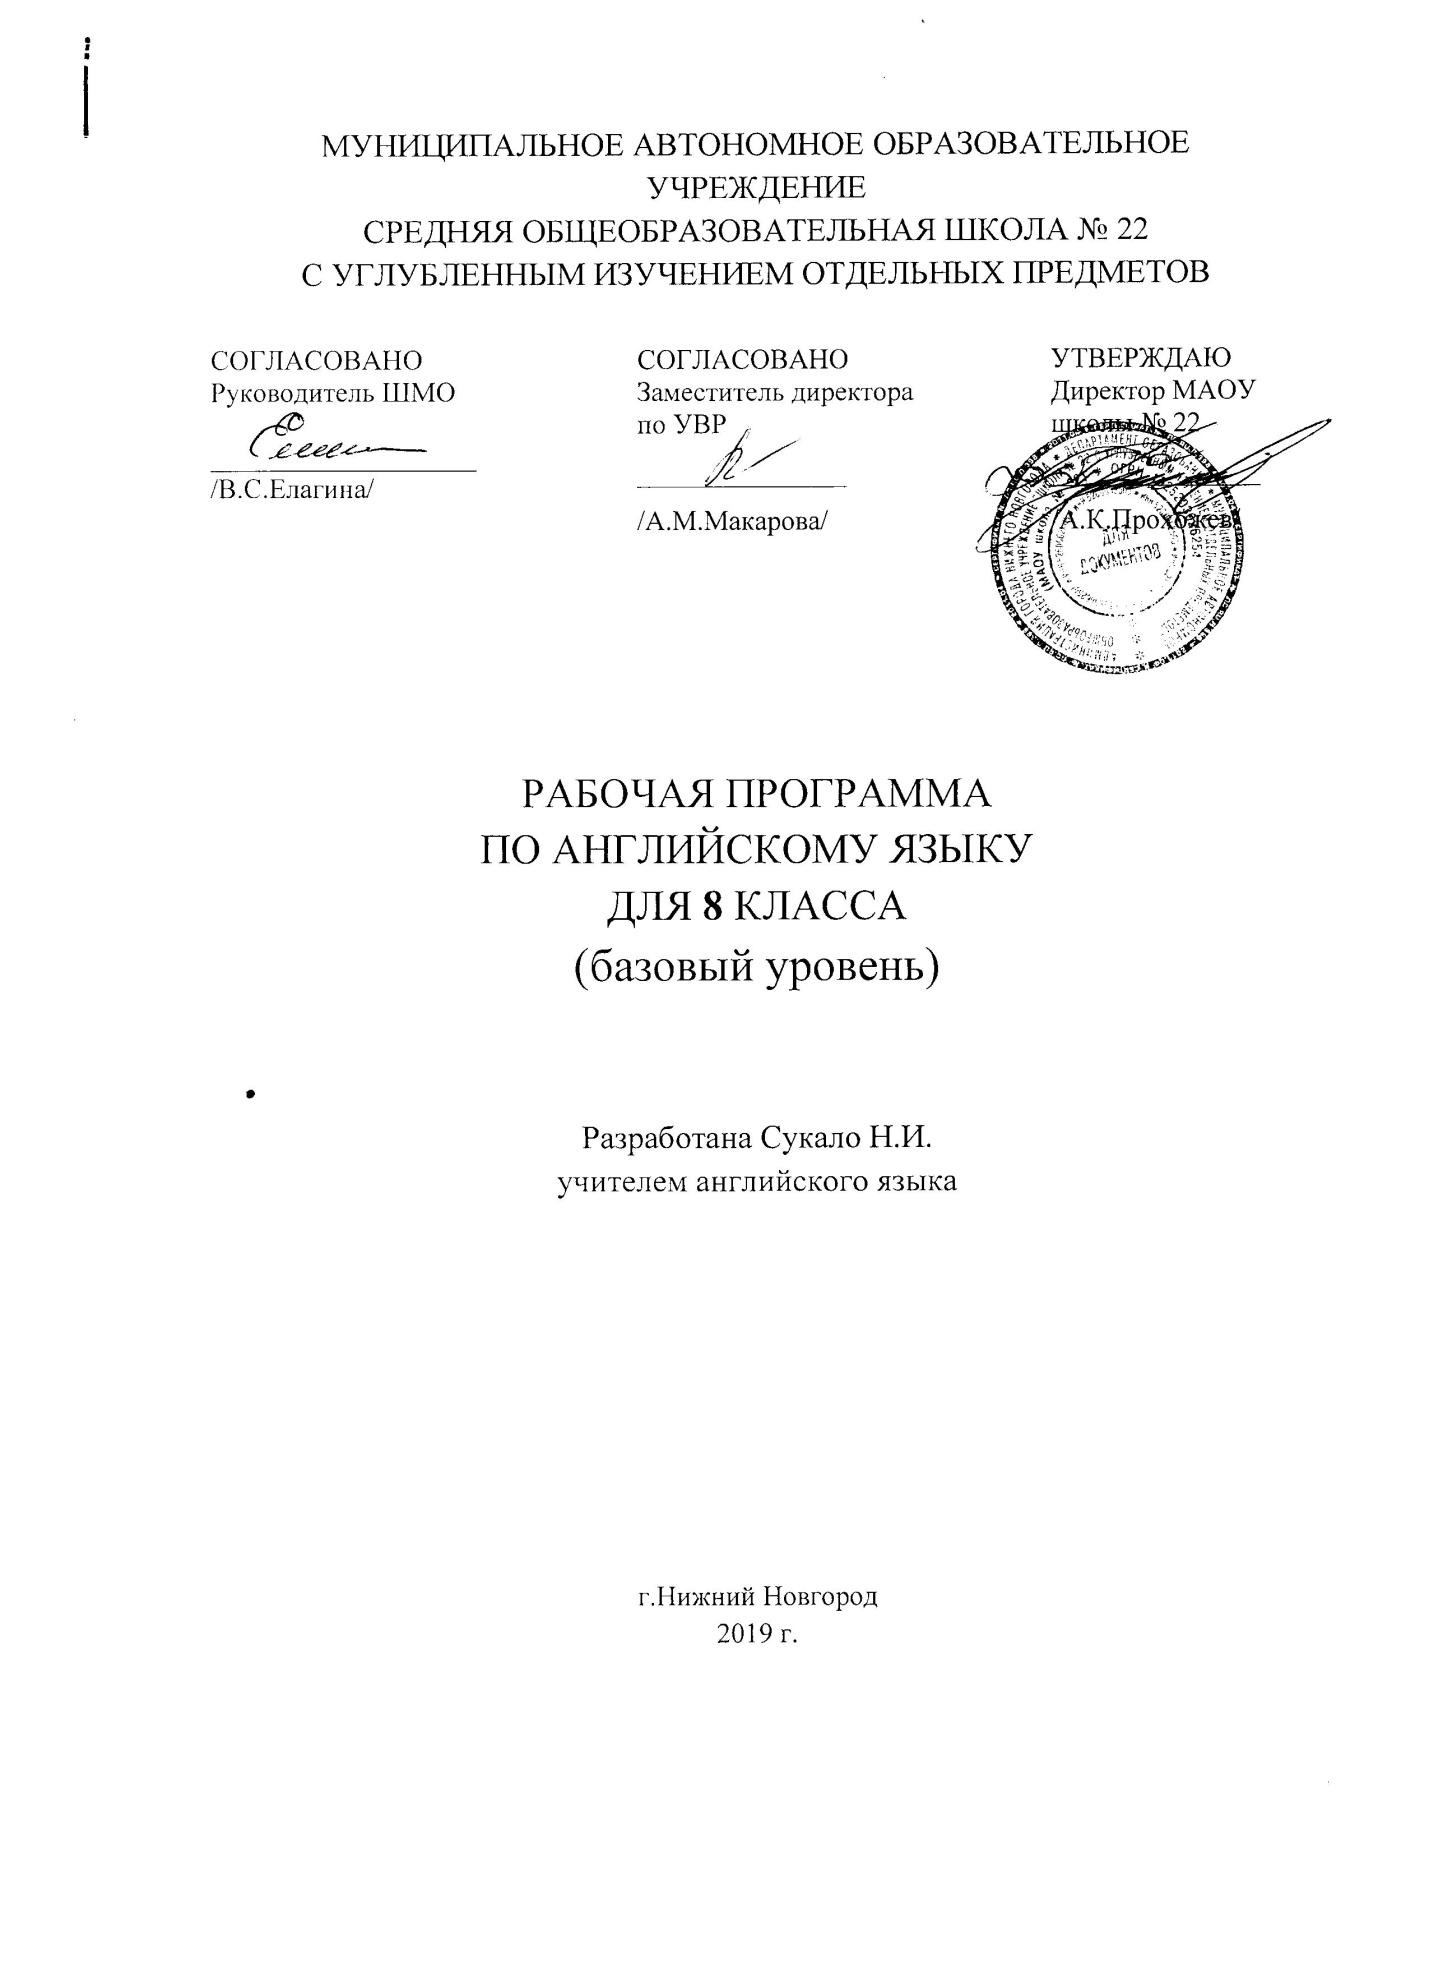 МУНИЦИПАЛЬНОЕ АВТОНОМНОЕ ОБРАЗОВАТЕЛЬНОЕ
УЧРЕЖДЕНИЕ
СРЕДНЯЯ ОБЩЕОБРАЗОВАТЕЛЬНАЯ ШКОЛА № 22
С УГЛУБЛЕННЫМ ИЗУЧЕНИЕМ ОТДЕЛЬНЫХ ПРЕДМЕТОВ
СОГЛАСОВАНО
Руководитель ШМО
/В.С.Елагина/
СОГЛАСОВАНО
Заместитель директора
по УВР
/А.М.Макарова/
УТВЕРЖДАЮ
Директор МАОУ
школы № 22
А.К.Прохожев
ДЛЯ
ДОКУМЕНТОВ
РАБОЧАЯ ПРОГРАММА
ПО АНГЛИЙСКОМУ ЯЗЫКУ
ДЛЯ 8 КЛАССА
(базовый уровень)
Разработана Сукало Н.И.
учителем английского языка
г.Нижний Новгород
2019 г.